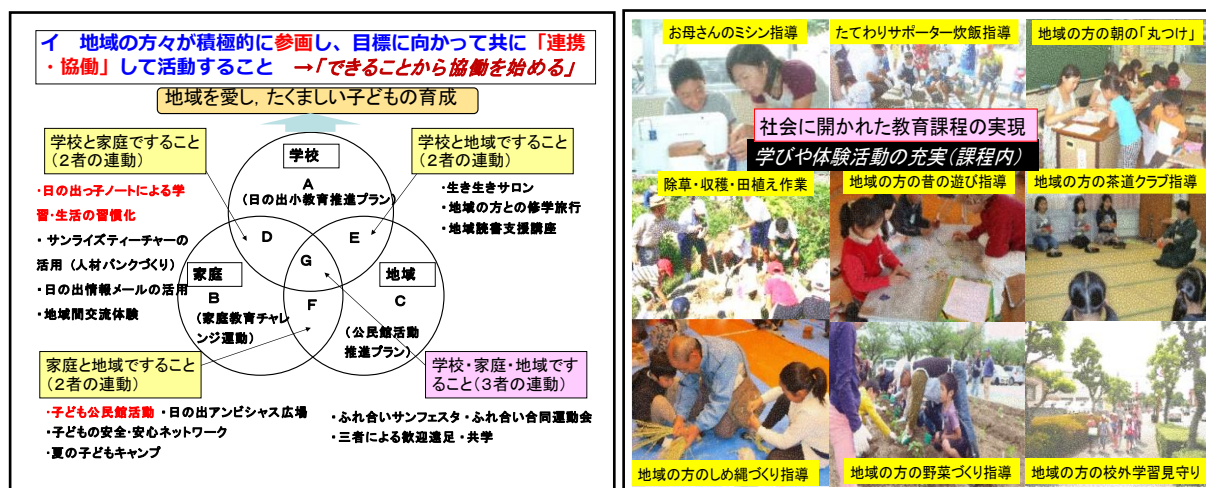 イ　地域の方々が積極的に参画し、目標に向かって共に「連携
・協働」して活動すること　→「できることから協働を始める」
地域を愛し，たくましい子どもの育成
学校と家庭ですること
（２者の連動）
学校と地域ですること
（２者の連動）
学校
A
（日の出小教育推進プラン）
・日の出っ子ノートによる学
習・生活の習慣化
・サンライズティーチャーの
活用（人材バンクづくり）
・日の出情報メールの活用
・地域間交流体験
・生き生きサロン
・地域の方との修学旅行
・地域読書支援講座
D
E
G
家庭
B
（家庭教育チャレ
ンジ運動）
F
地域
C
（公民館活動
推進プラン）
家庭と地域ですること
（２者の連動）
学校・家庭・地域です
ること（３者の連動）
・子ども公民館活動　・日の出アンビシャス広場
・子どもの安全・安心ネットワーク
・夏の子どもキャンプ
・ふれ合いサンフェスタ・ふれ合い合同運動会
・三者による歓迎遠足・共学
お母さんのミシン指導
たてわりサポーター炊飯指導
地域の方の朝の「丸つけ」
社会に開かれた教育課程の実現
学びや体験活動の充実（課程内）
除草・収穫・田植え作業
地域の方の昔の遊び指導
地域の方の茶道クラブ指導
地域の方のしめ縄づくり指導
地域の方の野菜づくり指導
地域の方の校外学習見守り